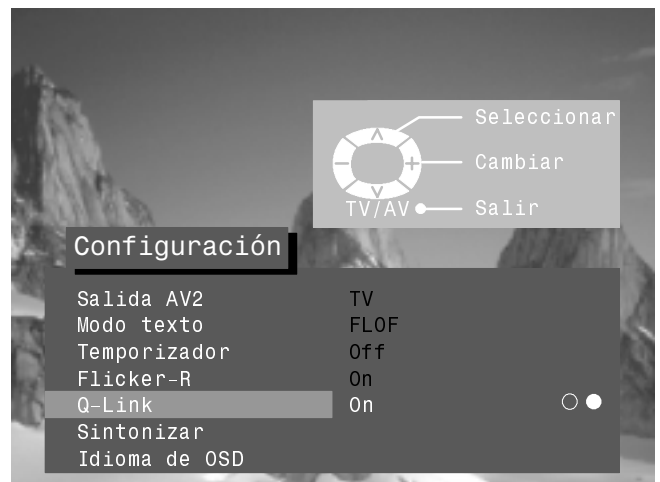 Seleccionar
Cambiar
TV/AV Salir
Configuración
Salida AV2 TV
Modo texto FLOF
Temporizador Off
Flicker-R On
Q-Link On
Sintonizar
Idioma de OSD